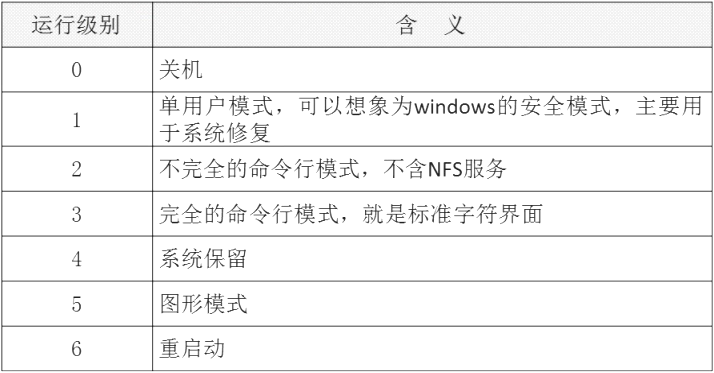 运行级别 含 义
0 关机
1 单用户模式，可以想象为windows的安全模式，主要用
于系统修复
2 不完全的命令行模式，不含NFS服务
3 完全的命令行模式，就是标准字符界面
4 系统保留
5 图形模式
6 重启动